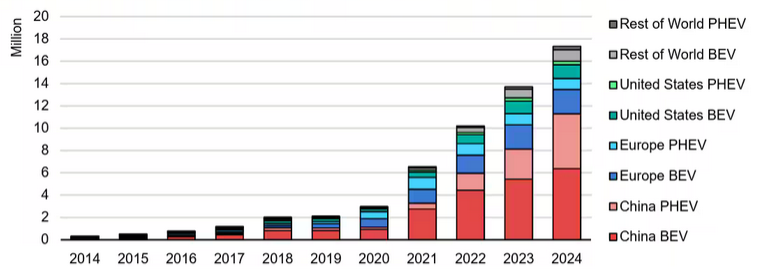 Million
20
18
16
14
12
10
8
6
4
2
0
2014 2015 2016 2017 2018 2019 2020 2021 2022 2023 2024
Rest of World PHEV
Rest of World BEV
United States PHEV
United States BEV
Europe PHEV
Europe BEV
China PHEV
China BEV